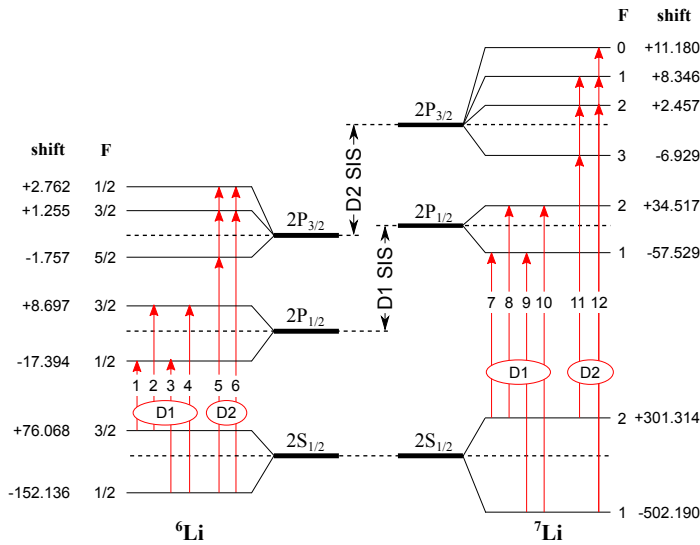 F shift
0 +11.180
1 +8.346
2P3/2 2 +2.457
shift F
3 -6.929
D2 SIS
+2.762 1/2
+1.255 3/2 2P3/2 2P1/2 2 +34.517
-1.757 5/2 1 -57.529
D1 SIS
+8.697 3/2 2P1/2 7 8 9 10 11 12
-17.394 1/2
1 2 3 4 5 6 D1 D2
D1 D2
+76.068 3/2 2S1/2 2S1/2 2 +301.314
-152.136 1/2
1 -502.190
6Li 7Li